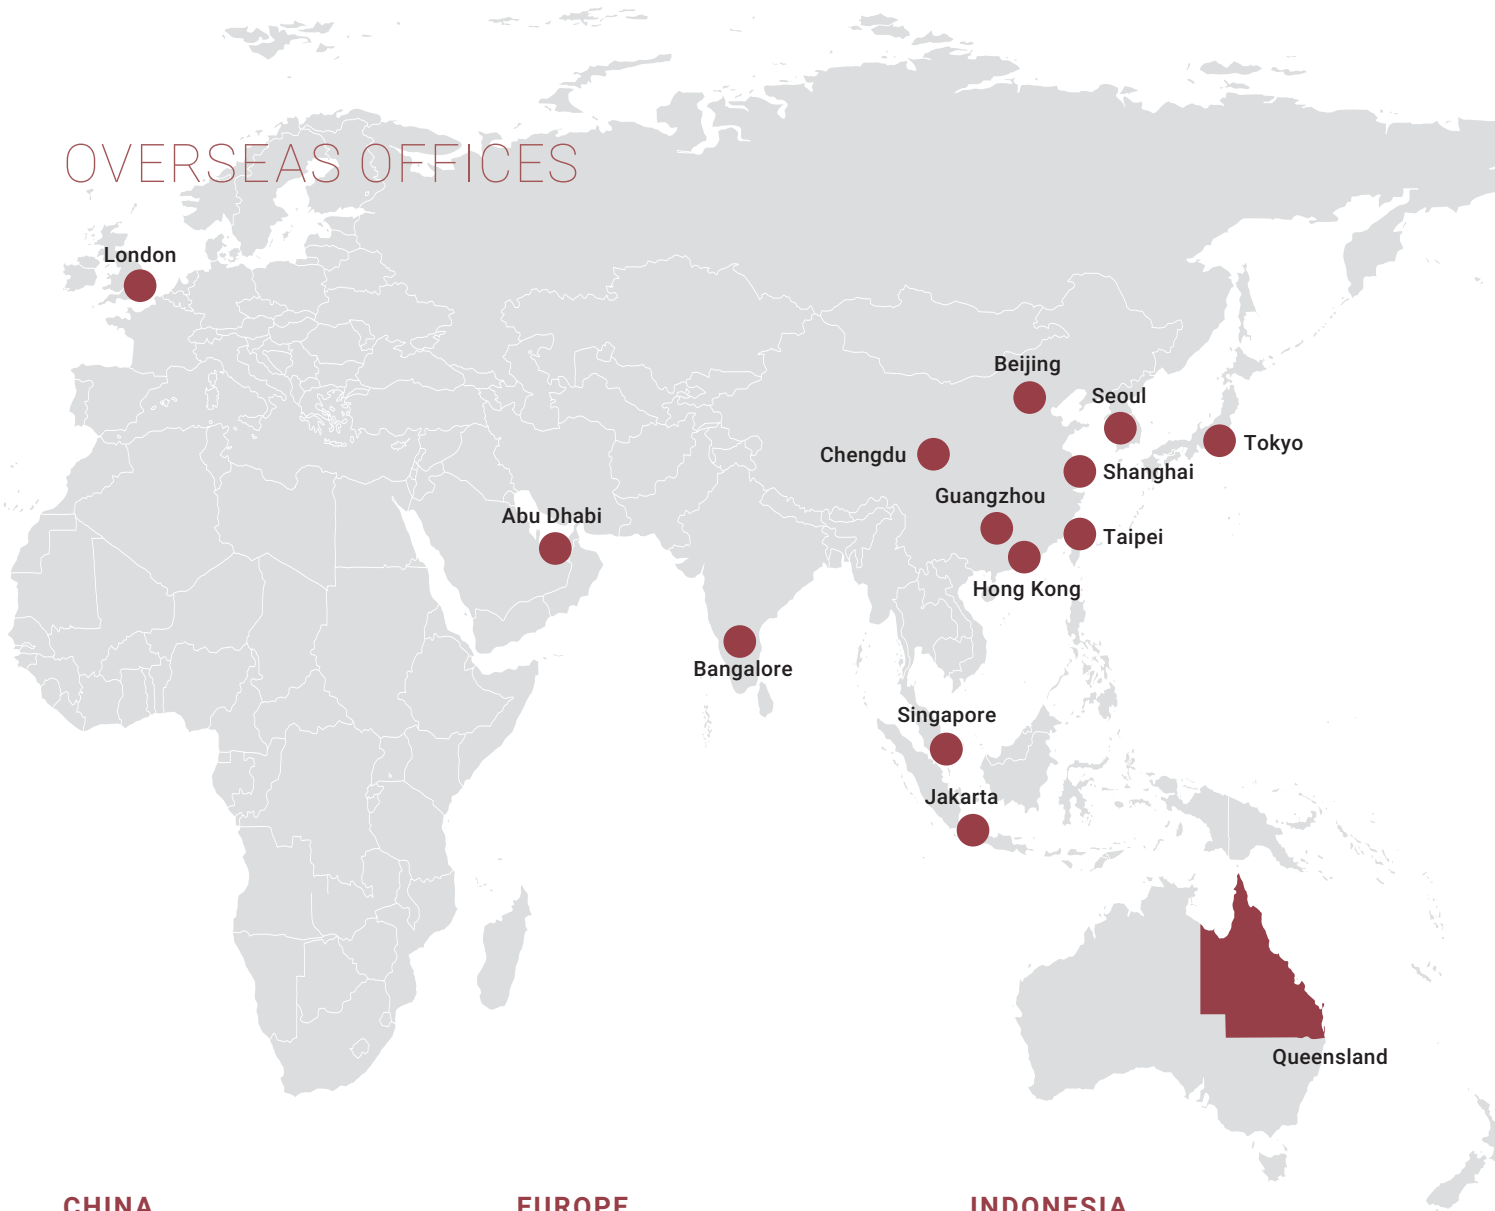 OVERSEAS OFFICES
London
Beijing
Seoul
Tokyo
Chengdu
Shanghai
Guangzhou
Abu Dhabi
Taipei
Hong Kong
Bangalore
Singapore
Jakarta
Queensland
CHINA
EUROPE
INDONESIA